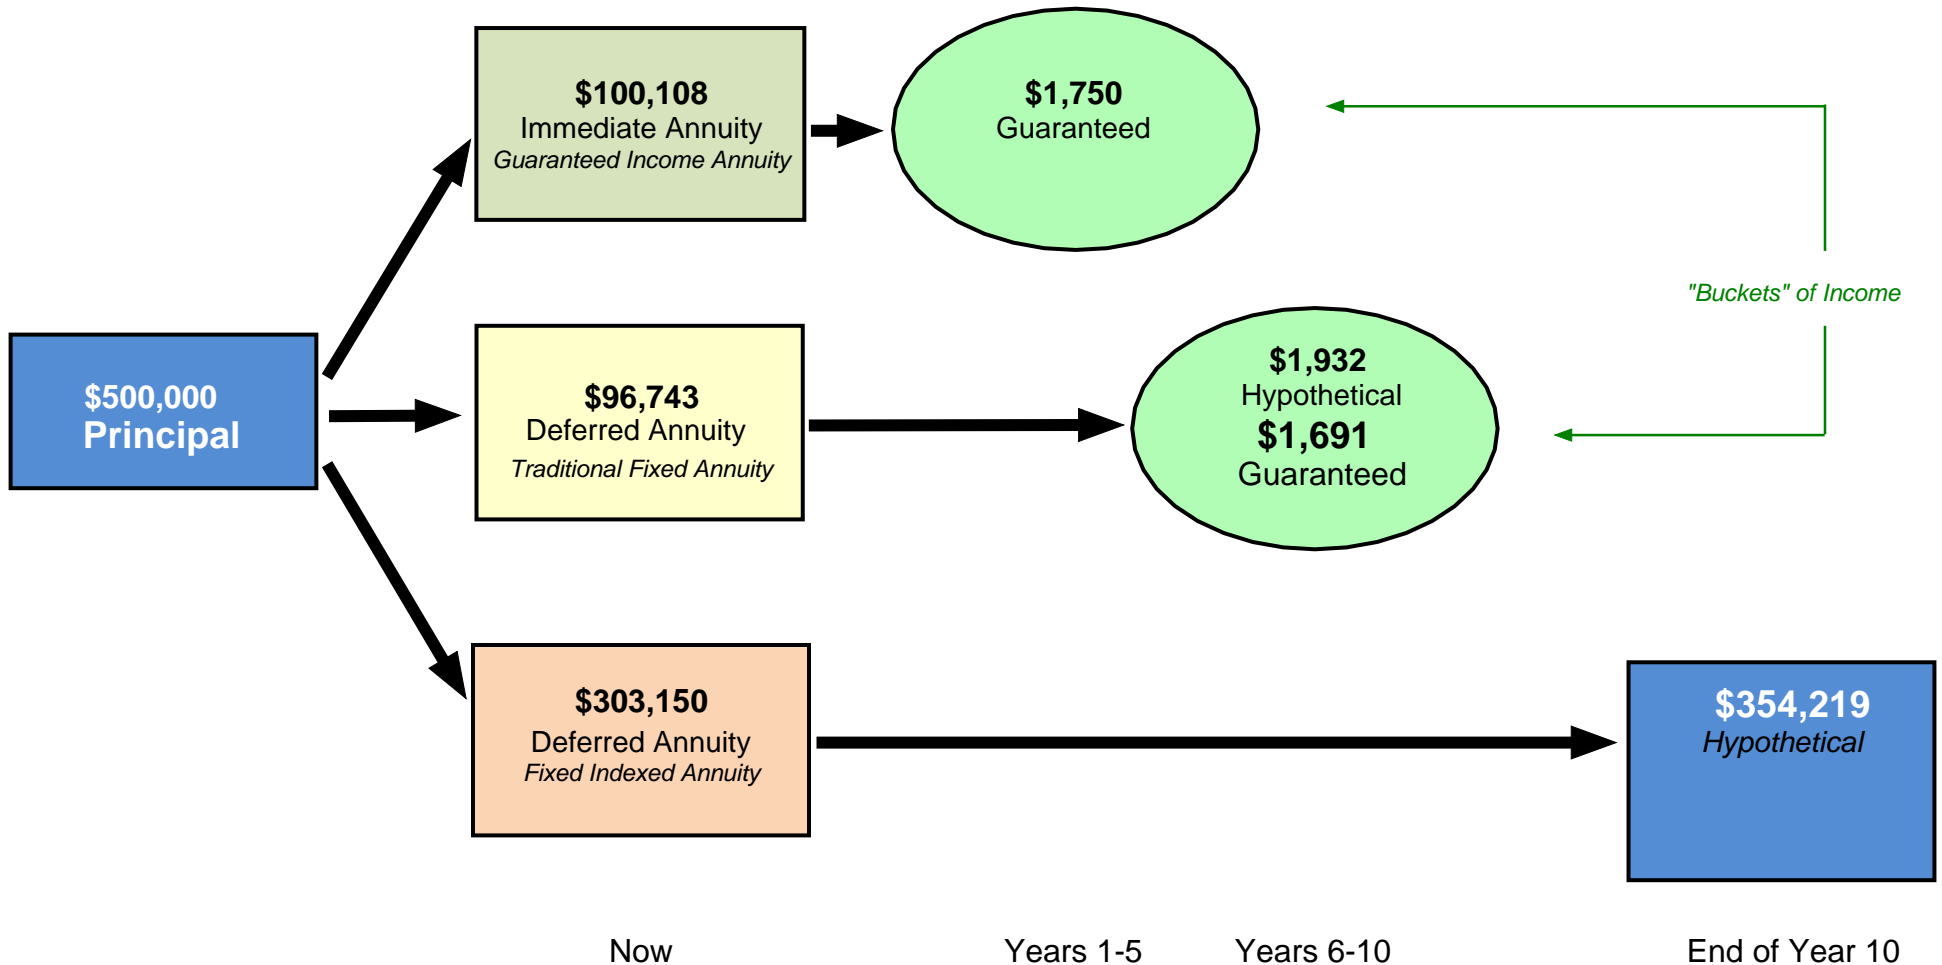 $100,108
Immediate Annuity
Guaranteed Income Annuity
$1,750
Guaranteed
"Buckets" of Income
$500,000
Principal
$96,743
Deferred Annuity
Traditional Fixed Annuity
$1,932
Hypothetical
$1,691
Guaranteed
$303,150
Deferred Annuity
Fixed Indexed Annuity
$354,219
Hypothetical
Now
Years 1-5
Years 6-10
End of Year 10